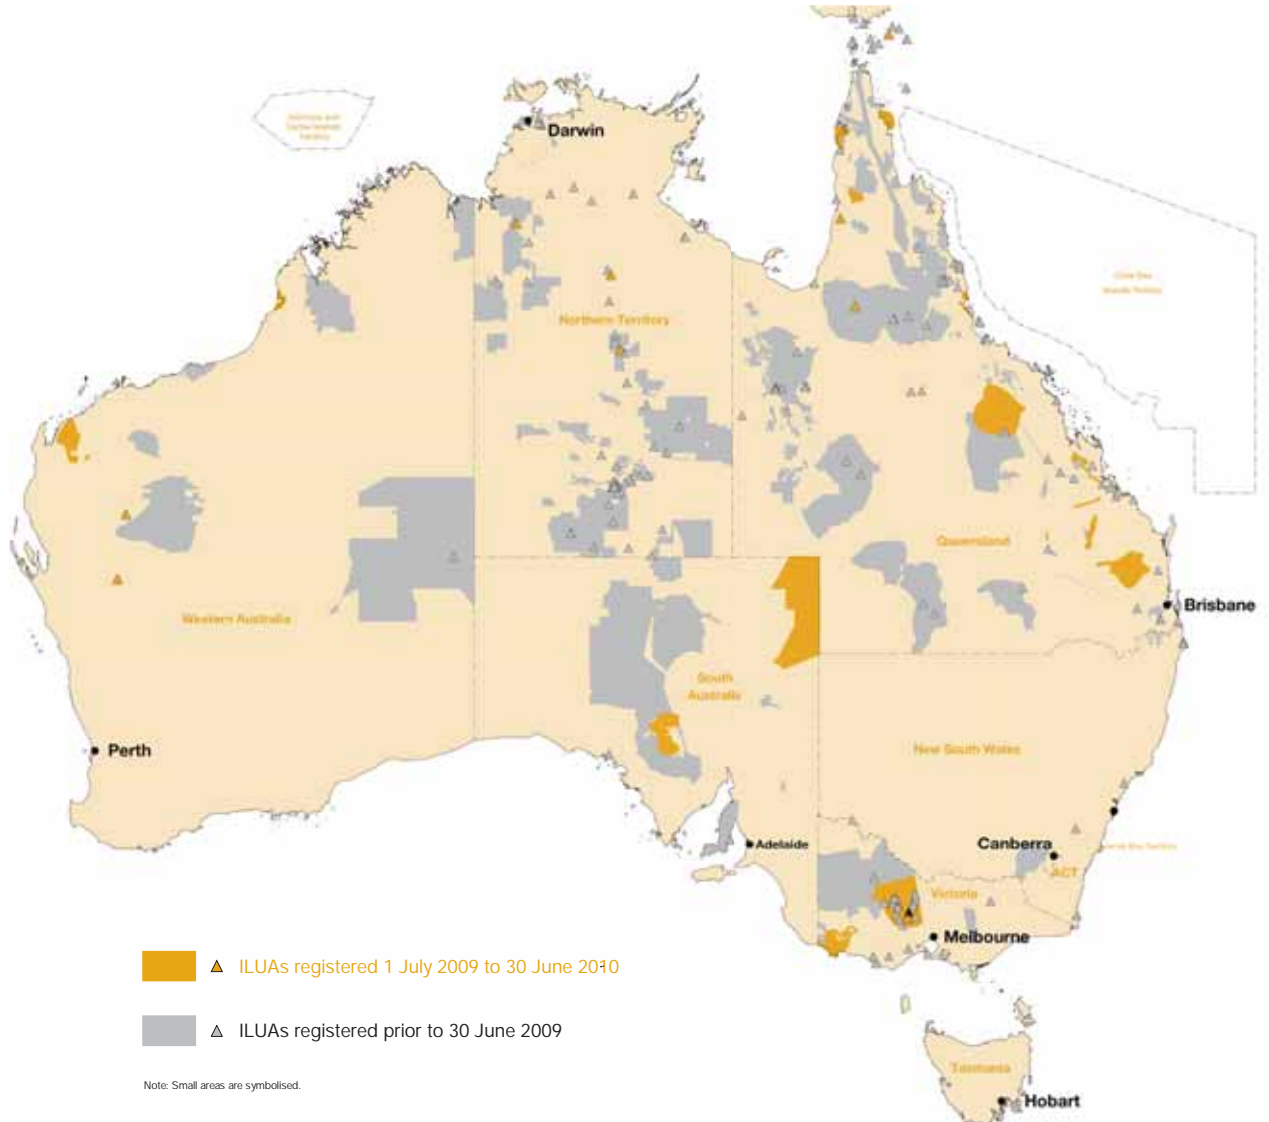 Darwin
Northern Territory
Queensland
Brisbane
Western Australia
South
Australia
Perth
New South Wales
Adelaide
Canberra
ACT
Victoria
Melbourne
ILUAs registered 1 July 2009 to 30 June 2010
ILUAs registered prior to 30 June 2009
Note: Small areas are symbolised.
Tasmania
Hobart